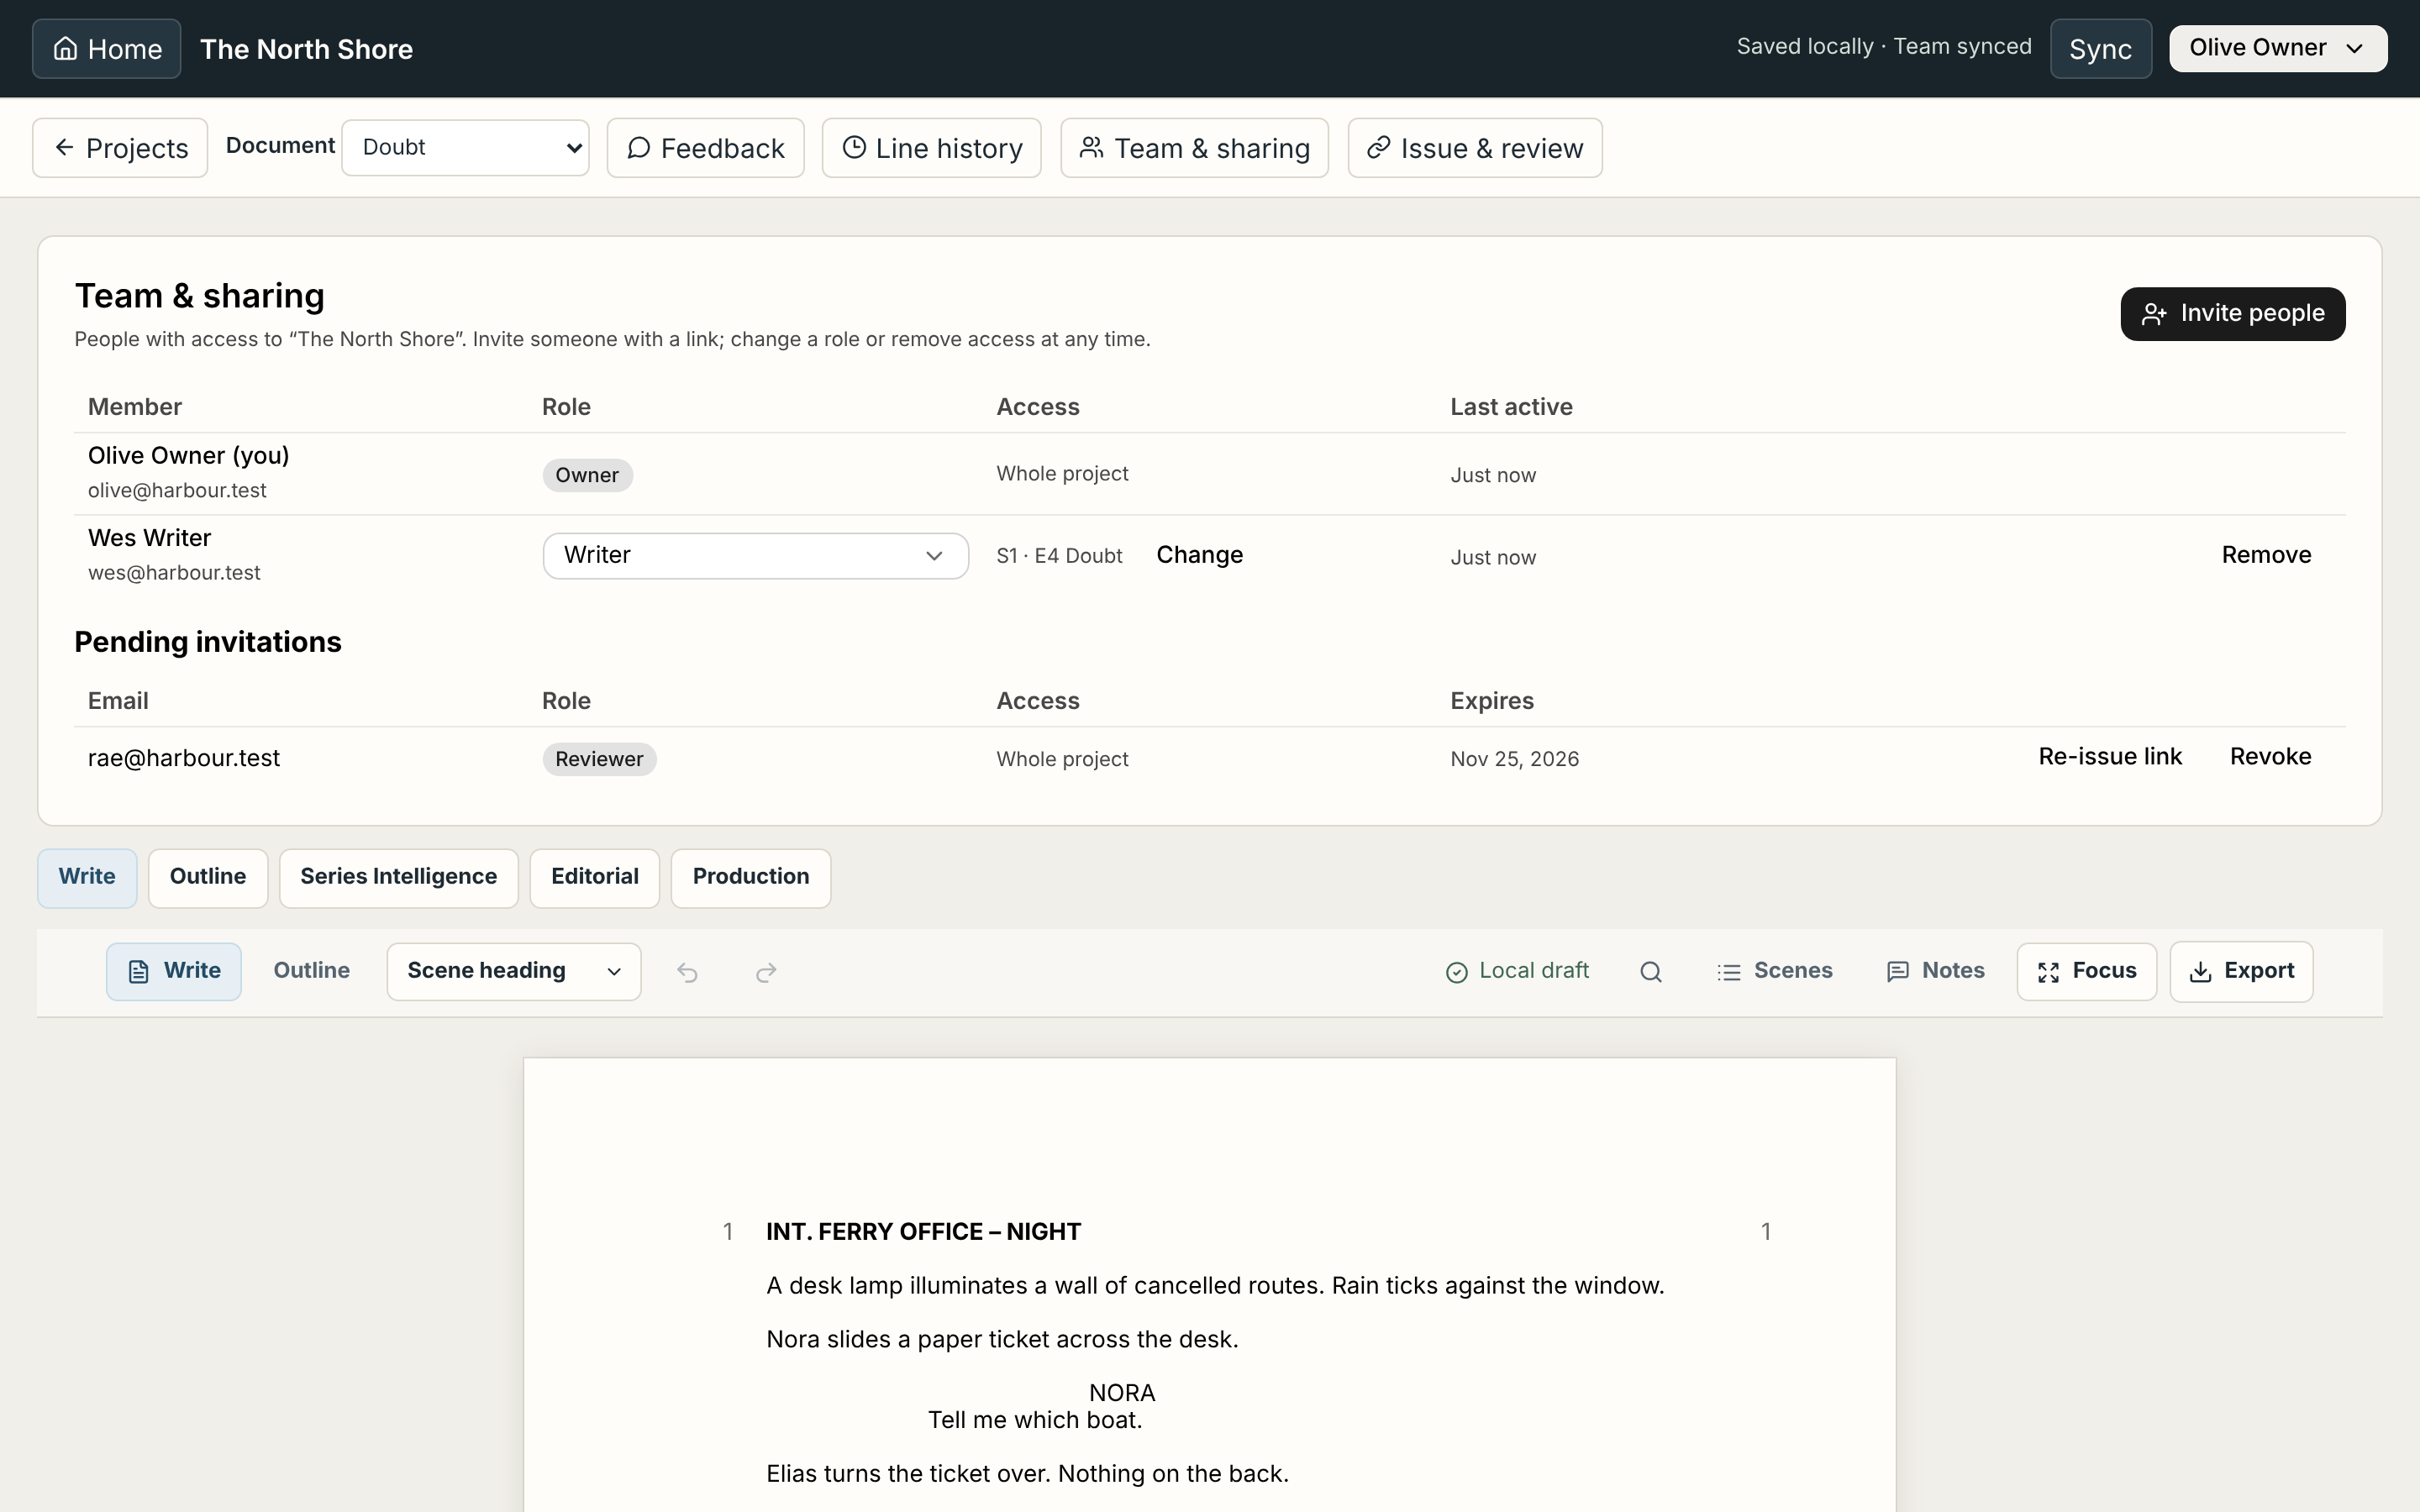 Home
The North Shore
Saved locally · Team synced
Sync
Olive Owner
Projects
Document
Doubt
Feedback
Line history
Team & sharing
Issue & review
Team & sharing
People with access to “The North Shore”. Invite someone with a link; change a role or remove access at any time.
Invite people
Member Role Access Last active
Olive Owner (you)
olive@harbour.test
Owner
Whole project
Just now
Wes Writer
wes@harbour.test
Writer
S1 · E4 Doubt
Change
Just now
Remove
Pending invitations
Email Role Access Expires
rae@harbour.test
Reviewer
Whole project
Nov 25, 2026
Re-issue link
Revoke
Write
Outline
Series Intelligence
Editorial
Production
Write
Outline
Scene heading
Local draft
Scenes
Notes
Focus
Export
1 INT. FERRY OFFICE – NIGHT 1
A desk lamp illuminates a wall of cancelled routes. Rain ticks against the window.
Nora slides a paper ticket across the desk.
NORA
Tell me which boat.
Elias turns the ticket over. Nothing on the back.